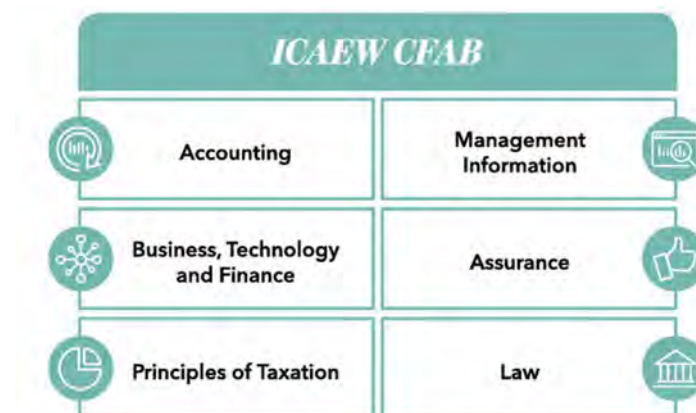 ICAEW CFAB
Accounting
Management
Information
Business, Technology
and Finance
Assurance
Principles of Taxation
Law